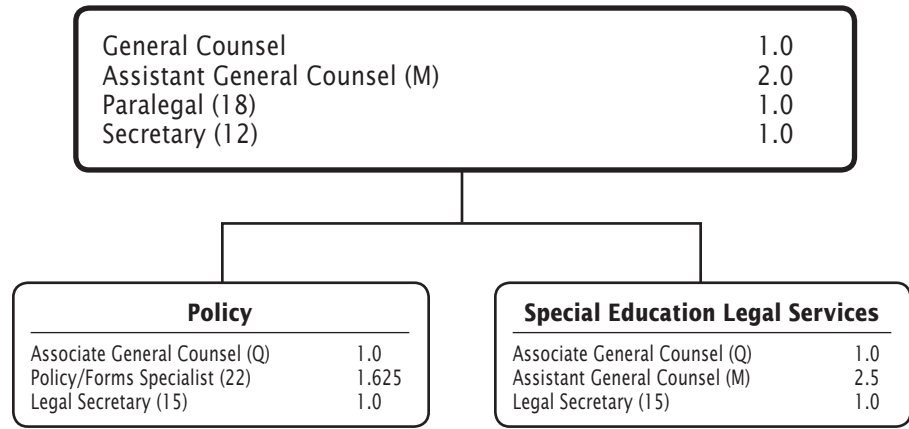 General Counsel 1.0
Assistant General Counsel (M) 2.0
Paralegal (18) 1.0
Secretary (12) 1.0
Policy
Associate General Counsel (Q) 1.0
Policy/Forms Specialist (22) 1.625
Legal Secretary (15) 1.0
Special Education Legal Services
Associate General Counsel (Q) 1.0
Assistant General Counsel (M) 2.5
Legal Secretary (15) 1.0